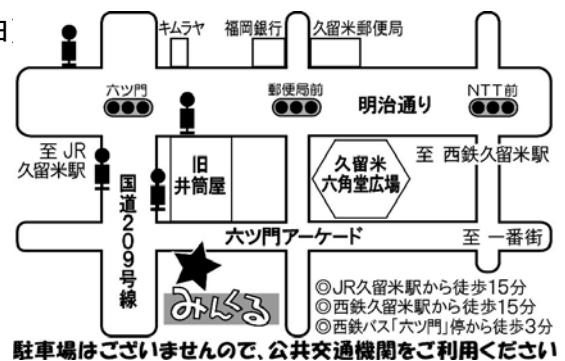 日
キムラヤ
福岡銀行
久留米郵便局
六ツ門
郵便局前
明治通り
NTT前
至 JR
久留米駅
旧
井筒屋
久留米
六角堂広場
至 西鉄久留米駅
国道209号線
六ツ門アーケード
至 一番街
みんくる
◎JR久留米駅から徒歩15分
◎西鉄久留米駅から徒歩15分
◎西鉄バス「六ツ門」停から徒歩3分
駐車場はございませんので、公共交通機関をご利用ください